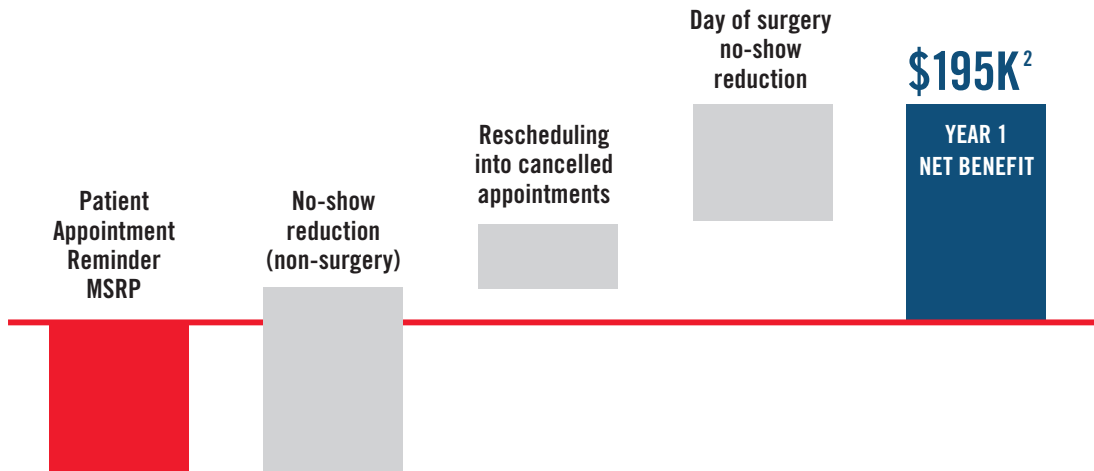 Patient
Appointment
Reminder
MSRP
No-show
reduction
(non-surgery)
Rescheduling
into cancelled
appointments
Day of surgery
no-show
reduction
$195K²
YEAR 1
NET BENEFIT